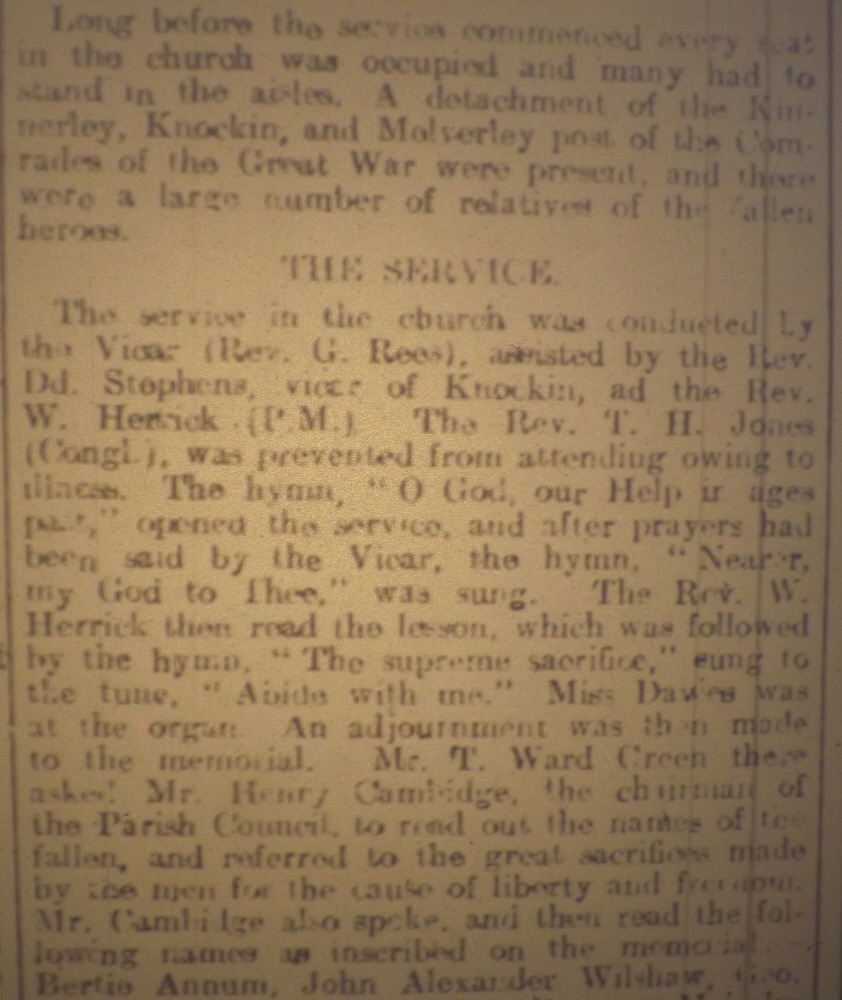 Long before the service commenced every seat
in the church was occupied and many had to
stand in the aisles. A detachment of the Kin-
nerley, Knockin, and Melverley post of the Com-
rades of the Great War were present, and there
were a large number of relatives of the fallen
heroes.
THE SERVICE.
The service in the church was conducted by
the Vicar (Rev. G. Rees), assisted by the Rev.
Dd. Stephens, vicar of Knockin, ad the Rev.
W. Herrick (P.M.) The Rev. T. H. Jones
(Congl.), was prevented from attending owing to
illness. The hymn, "O God, our Help in ages
past," opened the service, and after prayers had
been said by the Vicar, the hymn, "Nearer,
my God to Thee," was sung. The Rev. W.
Herrick then read the lesson, which was followed
by the hymn, "The supreme sacrifice," sung to
the tune, "Abide with me." Miss Davies was
at the organ. An adjournment was then made
to the memorial. Mr. T. Ward Green there
asked Mr. Henry Cambidge, the chairman of
the Parish Council, to read out the names of the
fallen, and referred to the great sacrifices made
by the men for the cause of liberty and freedom.
Mr. Cambidge also spoke, and then read the fol-
lowing names as inscribed on the memorial:—
Bertie Annum, John Alexander Wilshaw, Geo.